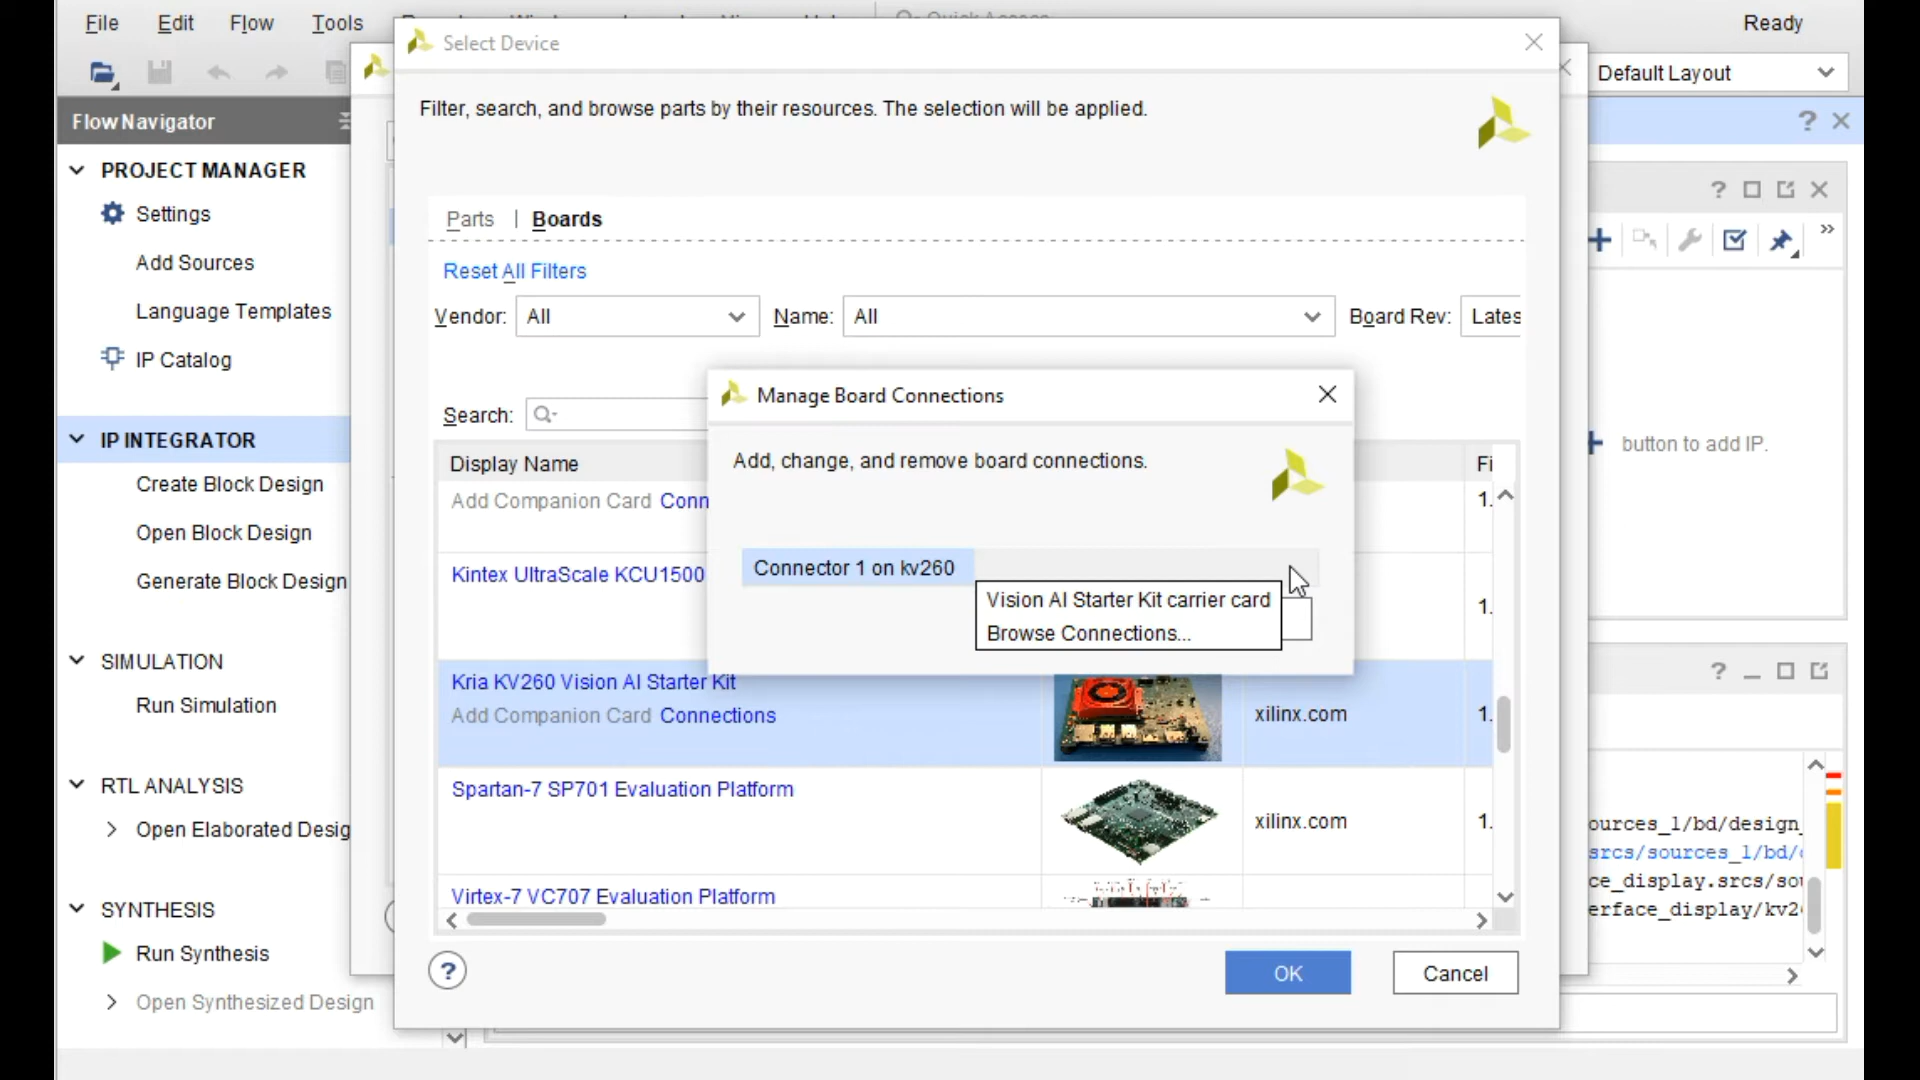 File Edit Flow Tools
Quick Access
Ready
Select Device
Default Layout
Filter, search, and browse parts by their resources. The selection will be applied.
Flow Navigator
PROJECT MANAGER
Settings
Add Sources
Language Templates
IP Catalog
IP INTEGRATOR
Create Block Design
Open Block Design
Generate Block Design
SIMULATION
Run Simulation
RTL ANALYSIS
Open Elaborated Desig
SYNTHESIS
Run Synthesis
Open Synthesized Design
Parts | Boards
Reset All Filters
Vendor: All Name: All Board Rev: Lates
Search:
Display Name Fi
Add Companion Card Conn 1.
Kintex UltraScale KCU1500 1.
Kria KV260 Vision AI Starter Kit
Add Companion Card Connections xilinx.com 1.
Spartan-7 SP701 Evaluation Platform xilinx.com 1.
Virtex-7 VC707 Evaluation Platform
OK Cancel
Manage Board Connections
Add, change, and remove board connections.
Connector 1 on kv260
Vision AI Starter Kit carrier card
Browse Connections...
button to add IP.
ources_1/bd/design_
srcs/sources_1/bd/
ce_display.srcs/sou
erface_display/kv2